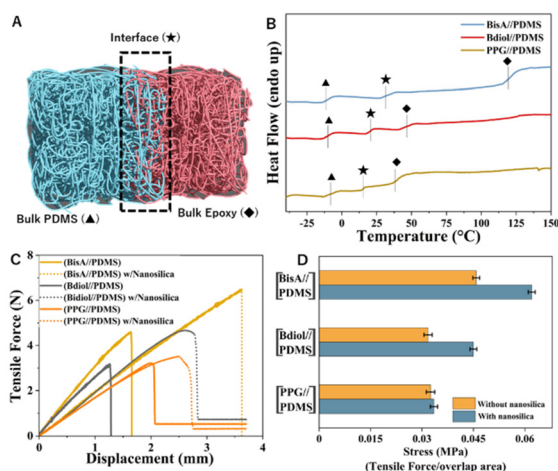 A
Interface (★)
Bulk PDMS (▲)
Bulk Epoxy (◆)
B
Heat Flow (endo up)
BisA//PDMS
Bdiol//PDMS
PPG//PDMS
-25 0 25 50 75 100 125 150
Temperature (°C)
C
Tensile Force (N)
8
6
4
2
0
(BisA//PDMS)
(BisA//PDMS) w/Nanosilica
(Bdiol//PDMS)
(Bidiol//PDMS) w/Nanosilica
(PPG//PDMS)
(PPG//PDMS) w/Nanosilica
0 1 2 3 4
Displacement (mm)
D
[BisA//
PDMS]
[Bdiol//
PDMS]
[PPG//
PDMS]
Without nanosilica
With nanosilica
0 0.015 0.03 0.045 0.06
Stress (MPa)
(Tensile Force/overlap area)